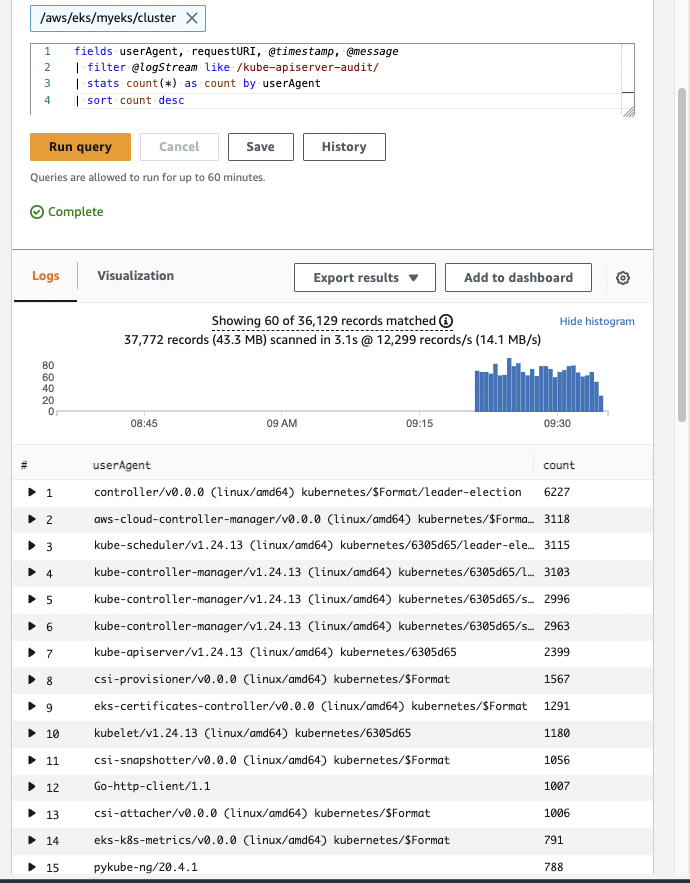 /aws/eks/myeks/cluster
1 fields userAgent, requestURI, @timestamp, @message
2 | filter @logStream like /kube-apiserver-audit/
3 | stats count(*) as count by userAgent
4 | sort count desc
Run query Cancel Save History
Queries are allowed to run for up to 60 minutes.
Complete
Logs Visualization Export results Add to dashboard
Showing 60 of 36,129 records matched
Hide histogram
37,772 records (43.3 MB) scanned in 3.1s @ 12,299 records/s (14.1 MB/s)
80
60
40
20
0
08:45 09 AM 09:15 09:30
# userAgent count
1 controller/v0.0.0 (linux/amd64) kubernetes/$Format/leader-election 6227
2 aws-cloud-controller-manager/v0.0.0 (linux/amd64) kubernetes/$Forma… 3118
3 kube-scheduler/v1.24.13 (linux/amd64) kubernetes/6305d65/leader-ele… 3115
4 kube-controller-manager/v1.24.13 (linux/amd64) kubernetes/6305d65/l… 3103
5 kube-controller-manager/v1.24.13 (linux/amd64) kubernetes/6305d65/s… 2996
6 kube-controller-manager/v1.24.13 (linux/amd64) kubernetes/6305d65/s… 2963
7 kube-apiserver/v1.24.13 (linux/amd64) kubernetes/6305d65 2399
8 csi-provisioner/v0.0.0 (linux/amd64) kubernetes/$Format 1567
9 eks-certificates-controller/v0.0.0 (linux/amd64) kubernetes/$Format 1291
10 kubelet/v1.24.13 (linux/amd64) kubernetes/6305d65 1180
11 csi-snapshotter/v0.0.0 (linux/amd64) kubernetes/$Format 1056
12 Go-http-client/1.1 1007
13 csi-attacher/v0.0.0 (linux/amd64) kubernetes/$Format 1006
14 eks-k8s-metrics/v0.0.0 (linux/amd64) kubernetes/$Format 791
15 pykube-ng/20.4.1 788